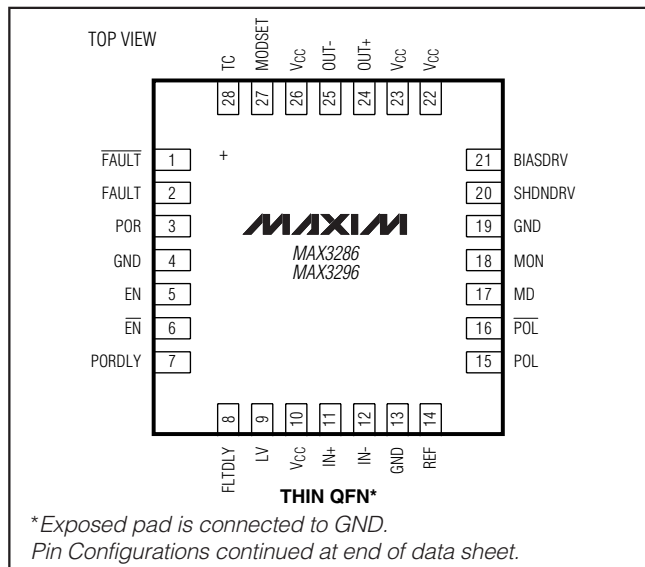 TOP VIEW
TC
MODSET
VCC
OUT-
OUT+
VCC
VCC
28
27
26
25
24
23
22
FAULT 1
FAULT 2
POR 3
GND 4
EN 5
EN 6
PORDLY 7
+
MAXIM
MAX3286
MAX3296
21 BIASDRV
20 SHDNDRV
19 GND
18 MON
17 MD
16 POL
15 POL
8
9
10
11
12
13
14
FLTDLY
LV
VCC
IN+
IN-
GND
REF
THIN QFN*
*Exposed pad is connected to GND.
Pin Configurations continued at end of data sheet.